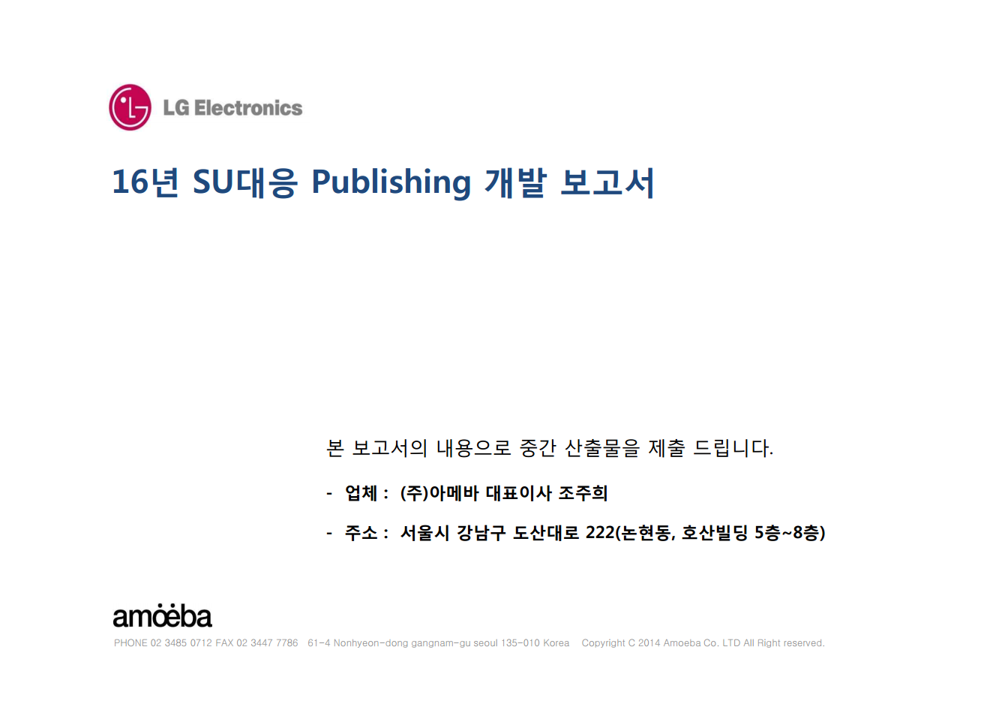 LG Electronics
16년 SU대응 Publishing 개발 보고서
본 보고서의 내용으로 중간 산출물을 제출 드립니다.
- 업체 : (주)아메바 대표이사 조주희
- 주소 : 서울시 강남구 도산대로 222(논현동, 호산빌딩 5층~8층)
amöëba
PHONE 02 3485 0712 FAX 02 3447 7786 61-4 Nonhyeon-dong gangnam-gu seoul 135-010 Korea Copyright C 2014 Amoeba Co. LTD All Right reserved.